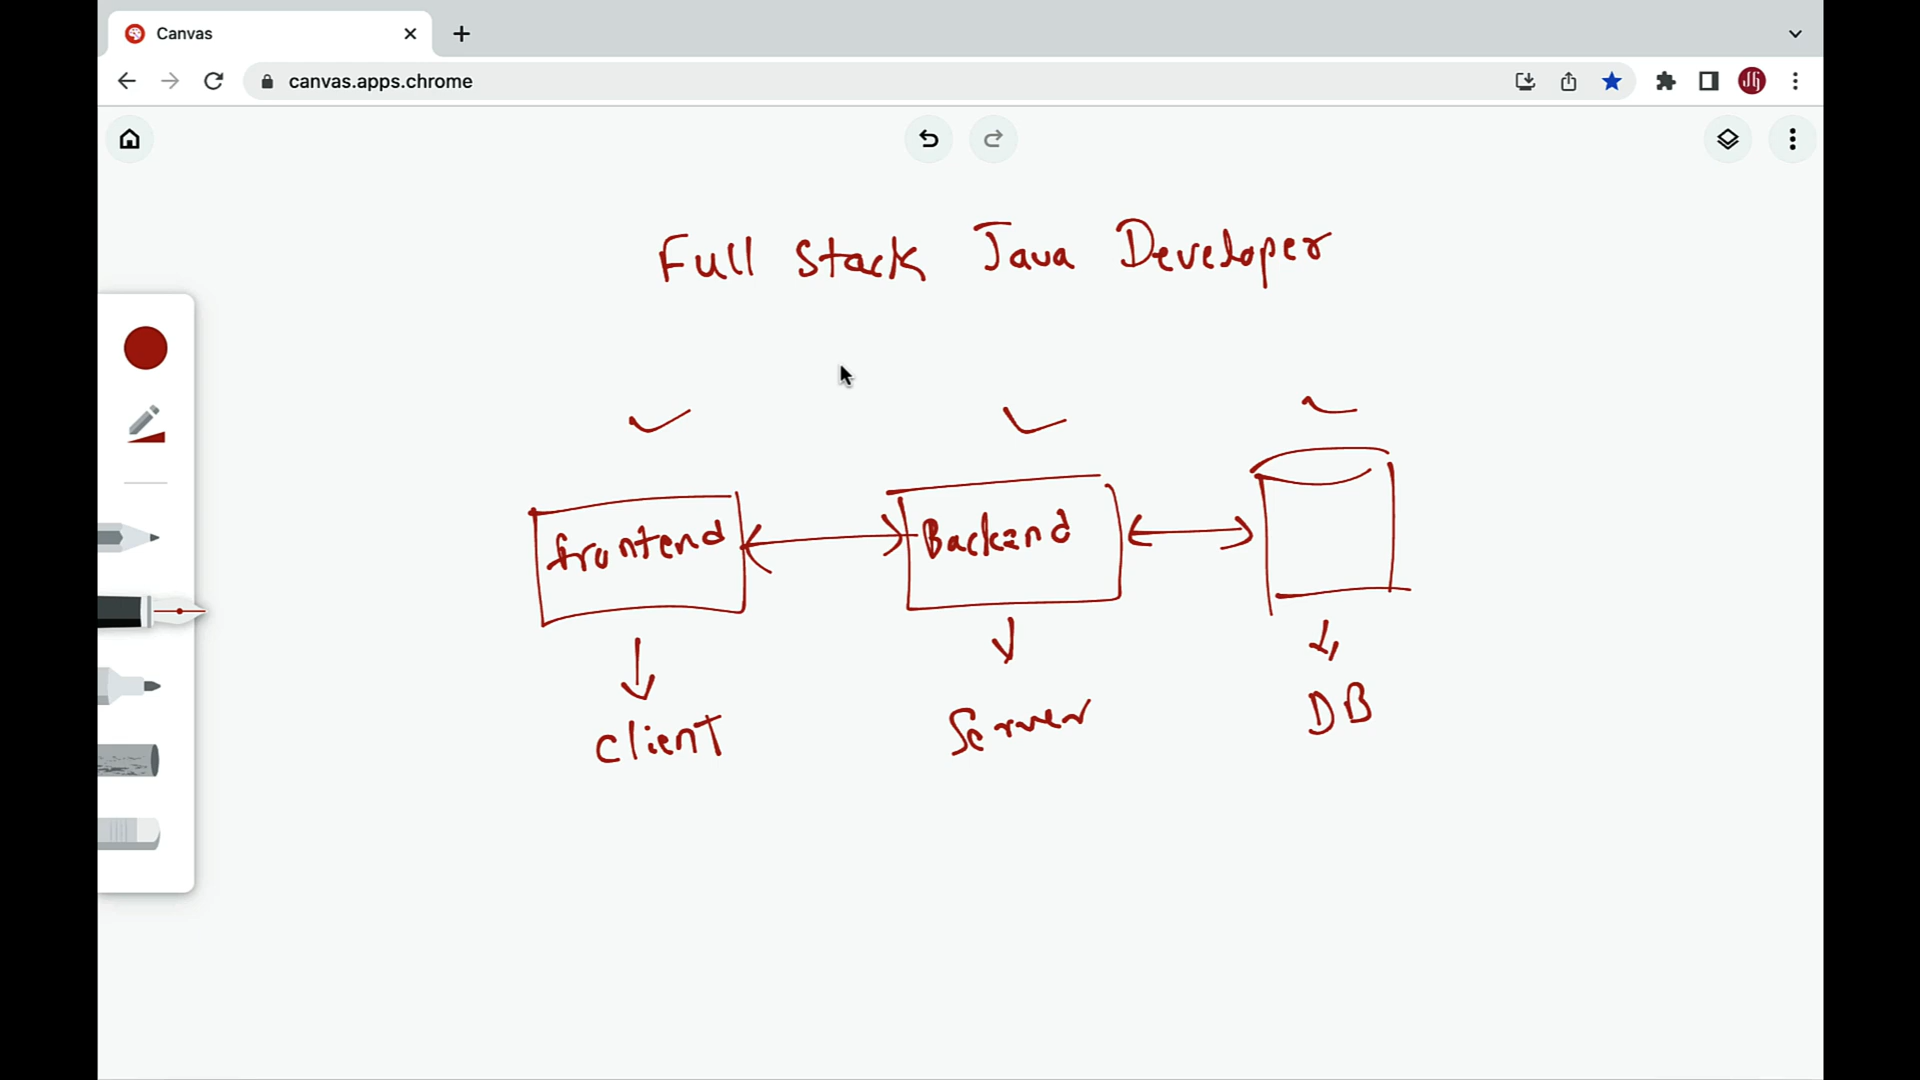 Canvas
canvas.apps.chrome
Full Stack Java Developer
frontend
Backend
client
Server
DB